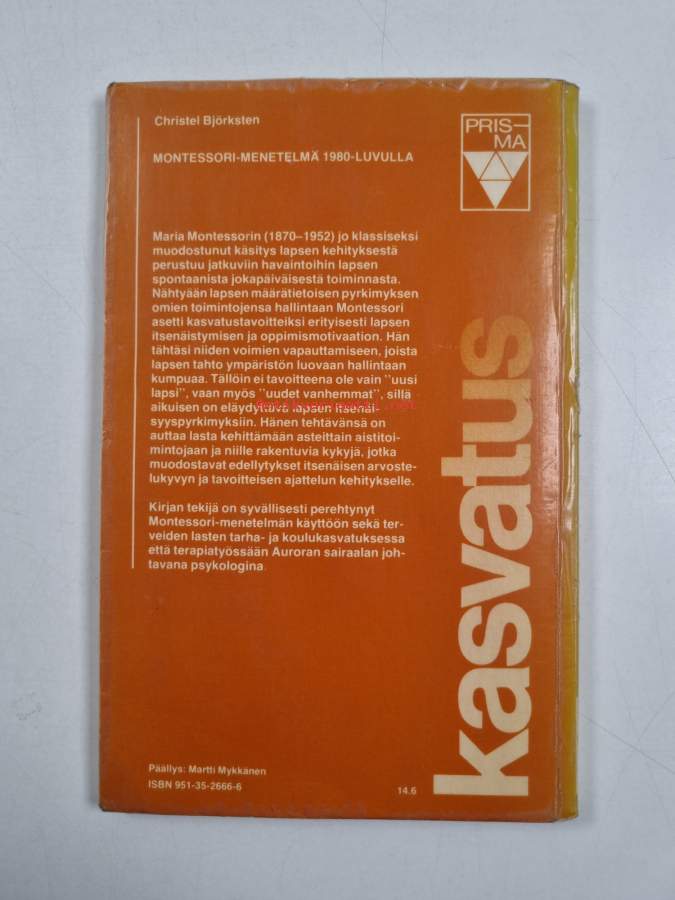 Christel Björksten
PRIS-
MA
MONTESSORI-MENETELMÄ 1980-LUVULLA
Maria Montessorin (1870–1952) jo klassiseksi
muodostunut käsitys lapsen kehityksestä
perustuu jatkuviin havaintoihin lapsen
spontaanista jokapäiväisestä toiminnasta.
Nähtyään lapsen määrätietoisen pyrkimyksen
omien toimintojensa hallintaan Montessori
asetti kasvatustavoitteiksi erityisesti lapsen
itsenäistymisen ja oppimismotivaation. Hän
tähtäsi niiden voimien vapauttamiseen, joista
lapsen tahto ympäristön luovaan hallintaan
kumpuaa. Tällöin ei tavoitteena ole vain "uusi
lapsi", vaan myös "uudet vanhemmat", sillä
aikuisen on eläydyttävä lapsen itsenäi-
syyspyrkimyksiin. Hänen tehtävänsä on
auttaa lasta kehittämään asteittain aistitoi-
mintojaan ja niille rakentuvia kykyjä, jotka
muodostavat edellytykset itsenäisen arvoste-
lukyvyn ja tavoitteisen ajattelun kehitykselle.
Kirjan tekijä on syvällisesti perehtynyt
Montessori-menetelmän käyttöön sekä ter-
veiden lasten tarha- ja koulukasvatuksessa
että terapiatyössään Auroran sairaalan joh-
tavana psykologina.
kasvatus
Päällys: Martti Mykkänen
ISBN 951-35-2666-6
14.6